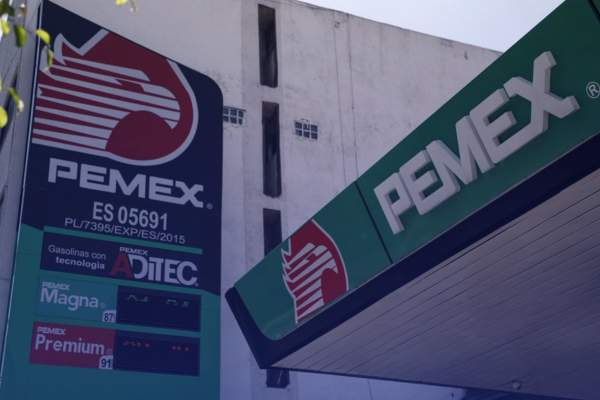 PEMEX®
ES 05691
PL/7395/EXP/ES/2015
Gasolinas con tecnología
PEMEX ADITEC
PEMEX
Magna
87
PEMEX
Premium
91
PEMEX®